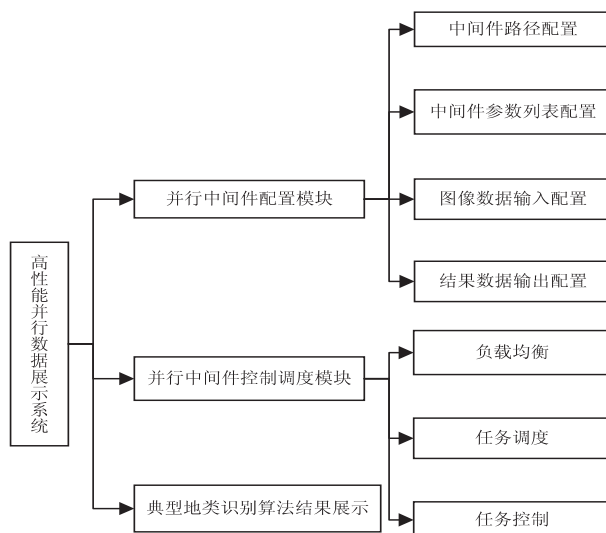 高性能并行数据展示系统
并行中间件配置模块
中间件路径配置
中间件参数列表配置
图像数据输入配置
结果数据输出配置
并行中间件控制调度模块
负载均衡
任务调度
任务控制
典型地类识别算法结果展示